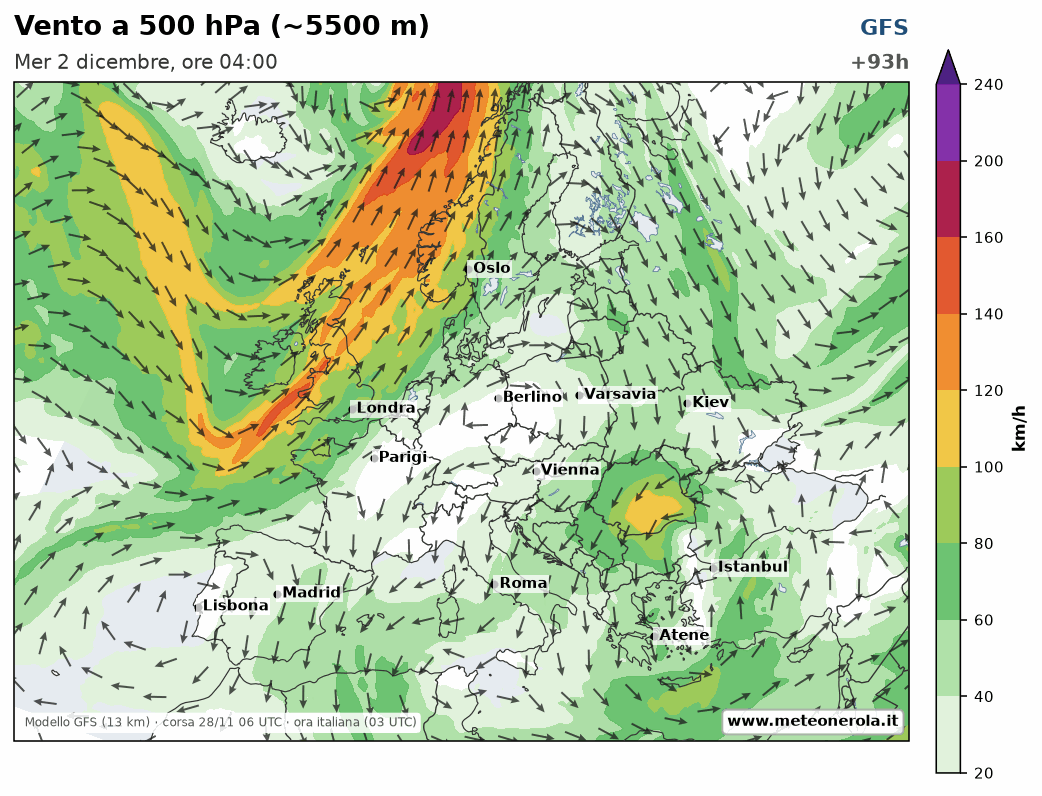 Vento a 500 hPa (~5500 m)
GFS
Mer 2 dicembre, ore 04:00
+93h
240
200
160
140
120
100
80
60
40
20
km/h
Oslo
Londra
Berlino
Varsavia
Kiev
Parigi
Vienna
Istanbul
Roma
Madrid
Lisbona
Atene
Modello GFS (13 km) · corsa 28/11 06 UTC · ora italiana (03 UTC)
www.meteonerola.it